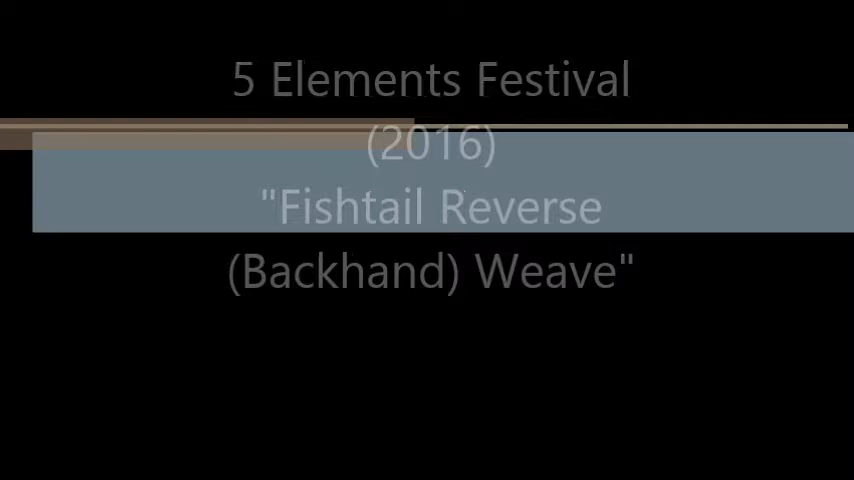 5 Elements Festival
(2016)
"Fishtail Reverse
(Backhand) Weave"